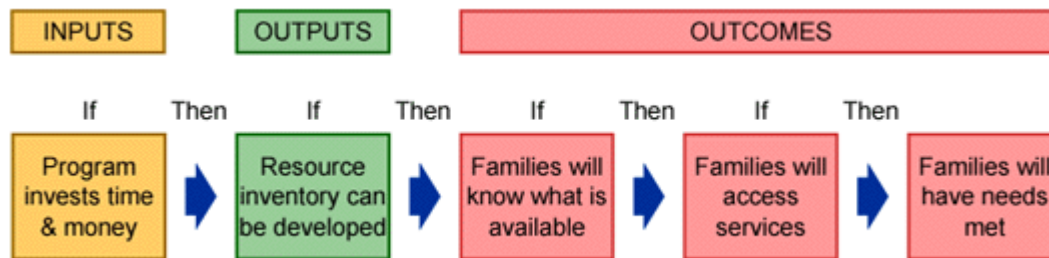 INPUTS
OUTPUTS
OUTCOMES
If Then If Then If Then If Then
Program
invests time
& money
Resource
inventory can
be developed
Families will
know what is
available
Families will
access
services
Families will
have needs
met